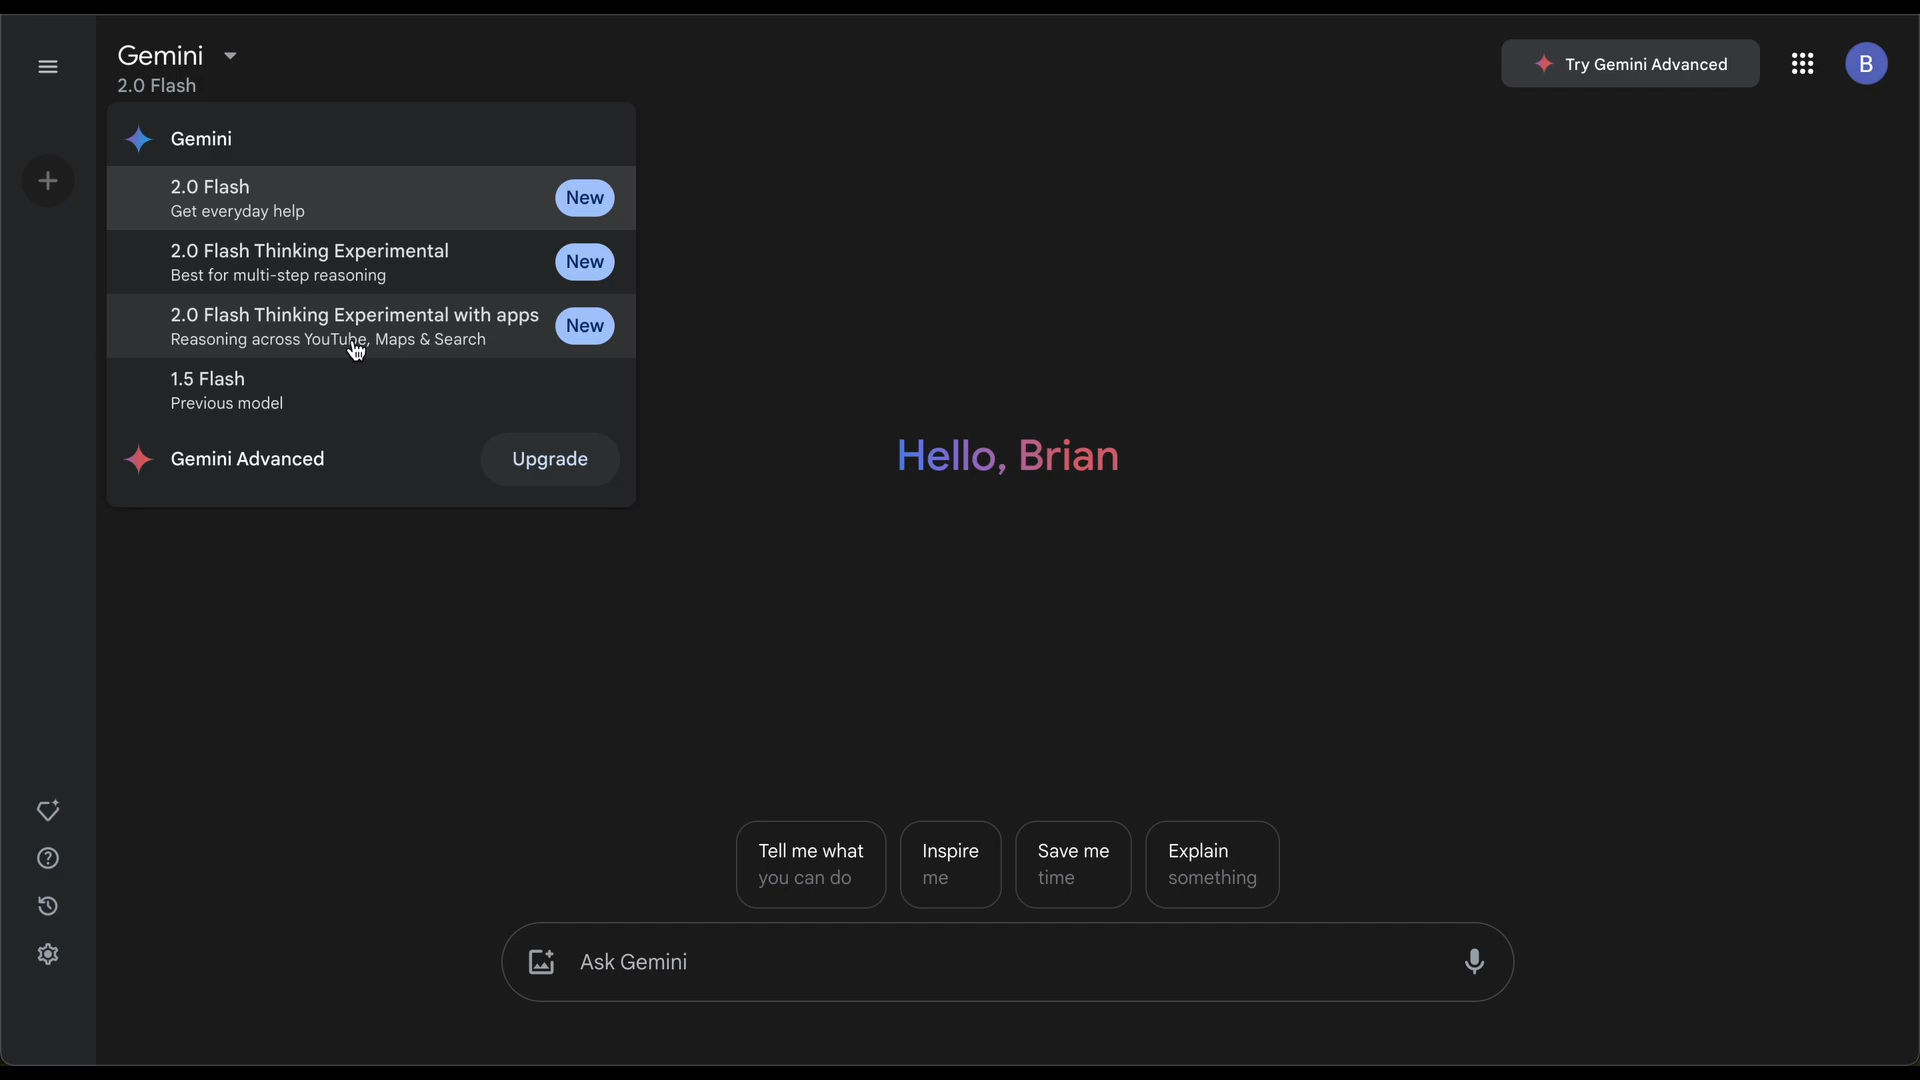 Gemini
2.0 Flash
Try Gemini Advanced
B
Gemini
2.0 Flash
Get everyday help
New
2.0 Flash Thinking Experimental
Best for multi-step reasoning
New
2.0 Flash Thinking Experimental with apps
Reasoning across YouTube, Maps & Search
New
1.5 Flash
Previous model
Gemini Advanced
Upgrade
Hello, Brian
Tell me what
you can do
Inspire
me
Save me
time
Explain
something
Ask Gemini